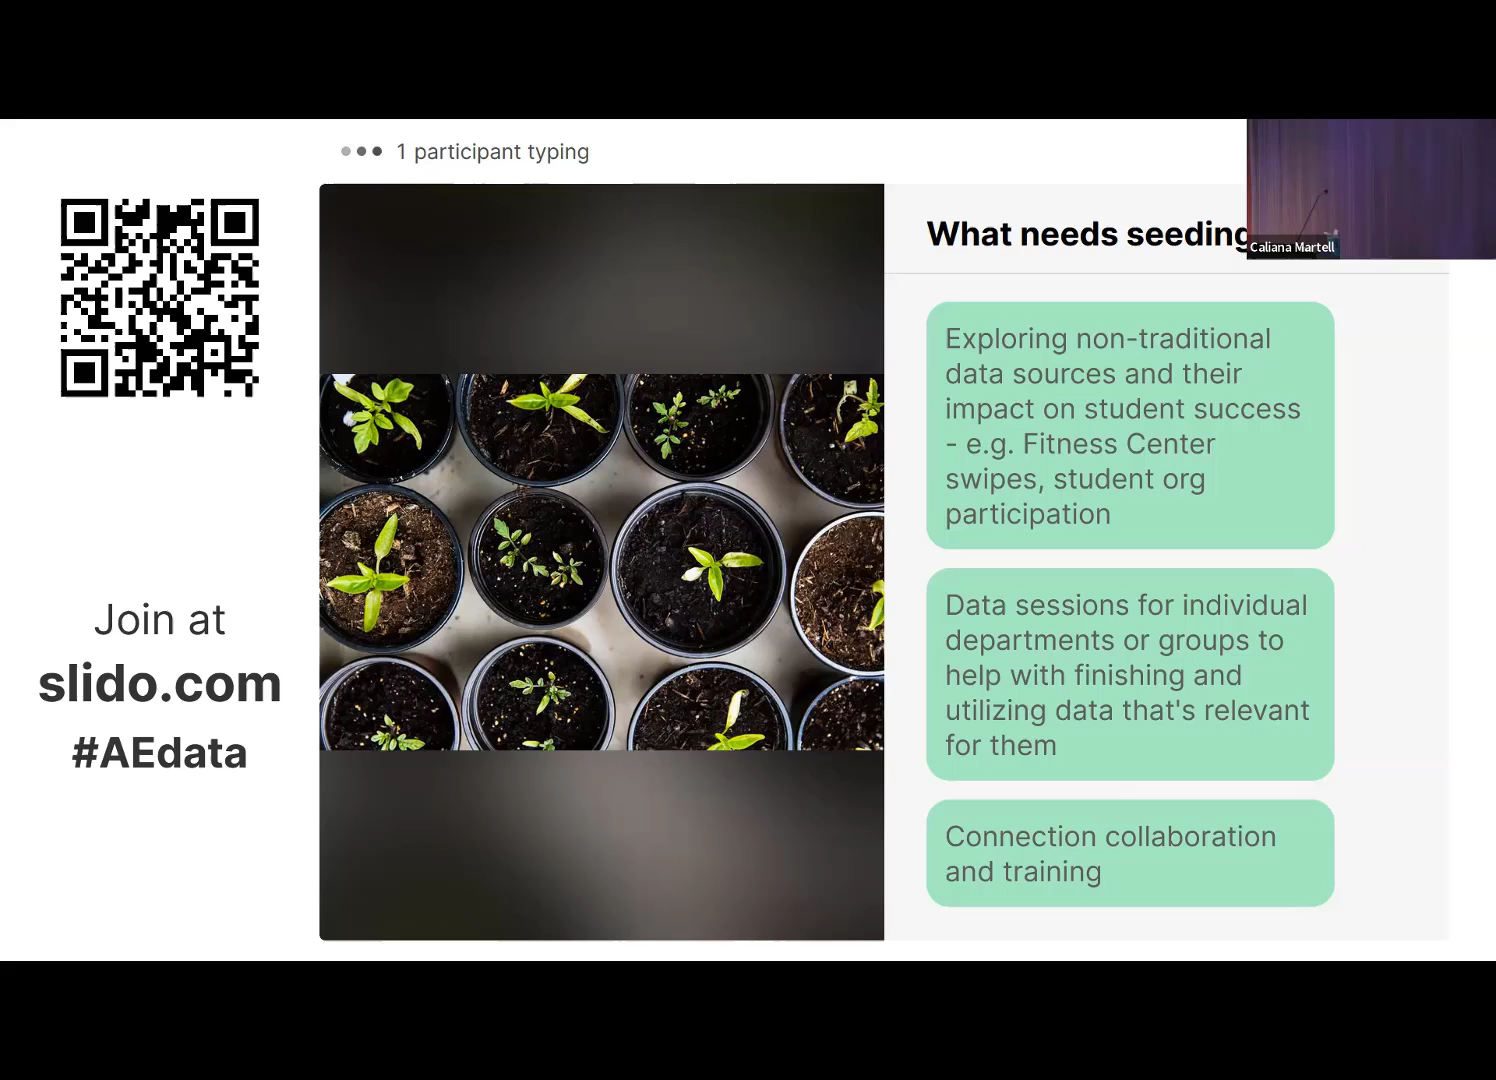 1 participant typing
Join at
slido.com
#AEdata
What needs seeding
Caliana Martell
Exploring non-traditional
data sources and their
impact on student success
- e.g. Fitness Center
swipes, student org
participation
Data sessions for individual
departments or groups to
help with finishing and
utilizing data that's relevant
for them
Connection collaboration
and training